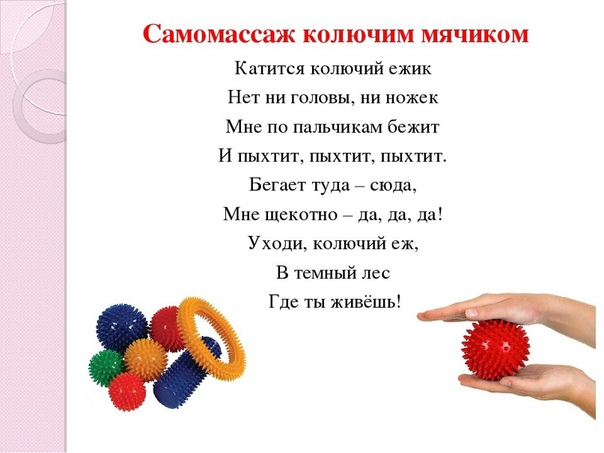 Самомассаж колючим мячиком
Катится колючий ежик
Нет ни головы, ни ножек
Мне по пальчикам бежит
И пыхтит, пыхтит, пыхтит.
Бегает туда – сюда,
Мне щекотно – да, да, да!
Уходи, колючий еж,
В темный лес
Где ты живёшь!